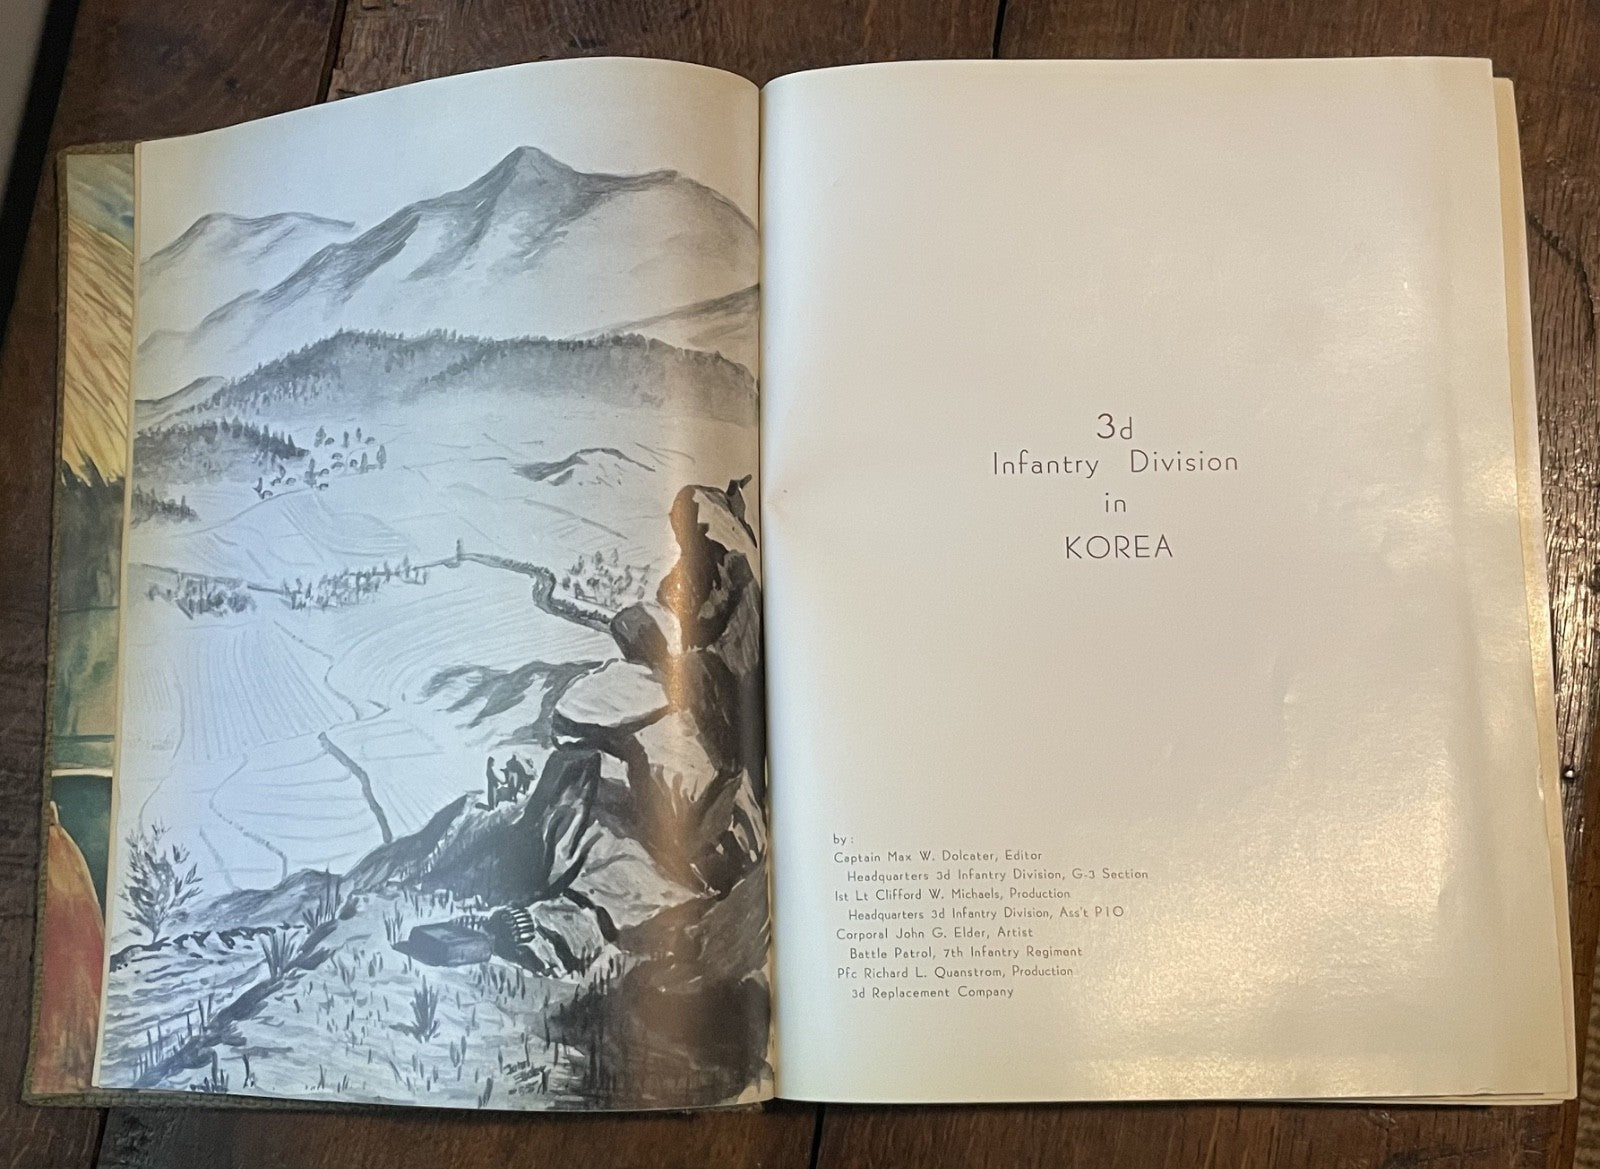 3d
Infantry Division
in
KOREA
by :
Captain Max W. Dolcater, Editor
Headquarters 3d Infantry Division, G-3 Section
1st Lt Clifford W. Michaels, Production
Headquarters 3d Infantry Division, Ass't PIO
Corporal John G. Elder, Artist
Battle Patrol, 7th Infantry Regiment
Pfc Richard L. Quanstrom, Production
3d Replacement Company